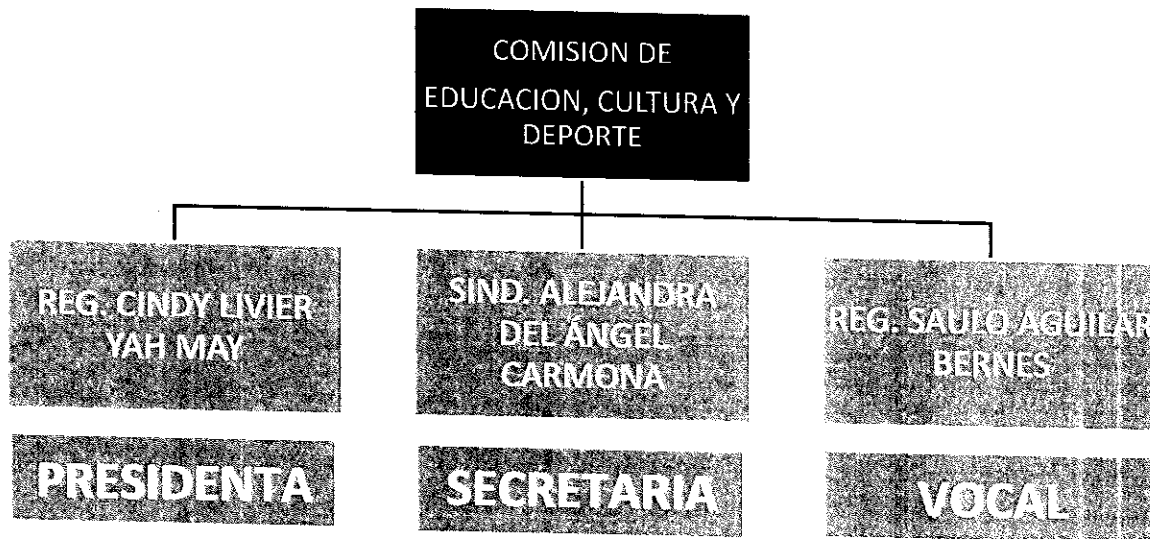 COMISION DE
EDUCACION, CULTURA Y
DEPORTE
REG. CINDY LIVIER
YAH MAY
SIND. ALEJANDRA
DEL ÁNGEL
CARMONA
REG. SAULO AGUILAR
BERNES
PRESIDENTA
SECRETARIA
VOCAL